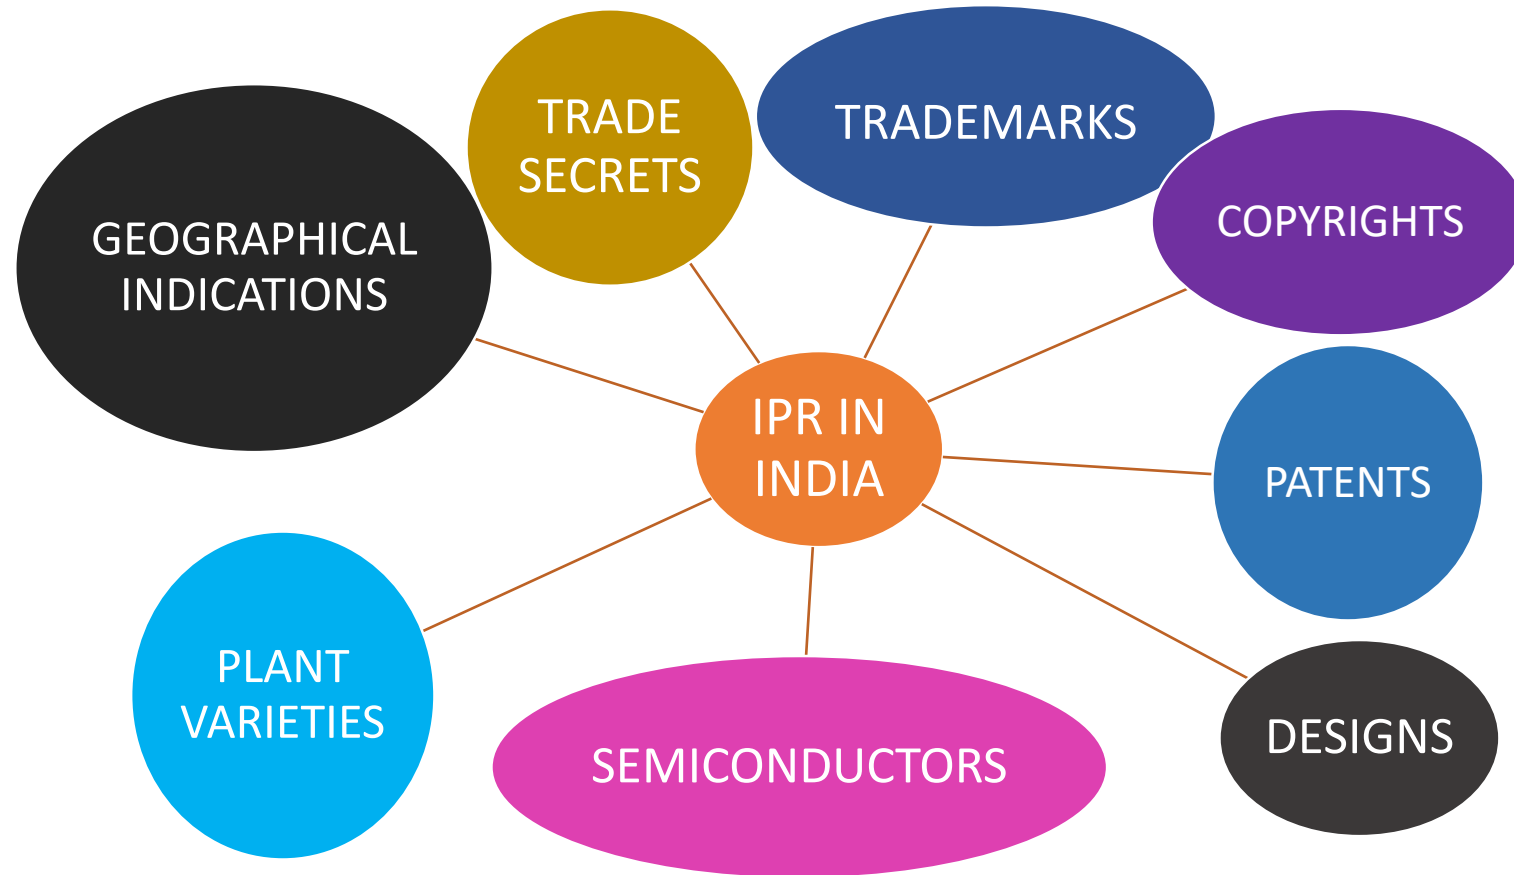 TRADE
SECRETS
TRADEMARKS
COPYRIGHTS
GEOGRAPHICAL
INDICATIONS
IPR IN
INDIA
PATENTS
PLANT
VARIETIES
SEMICONDUCTORS
DESIGNS